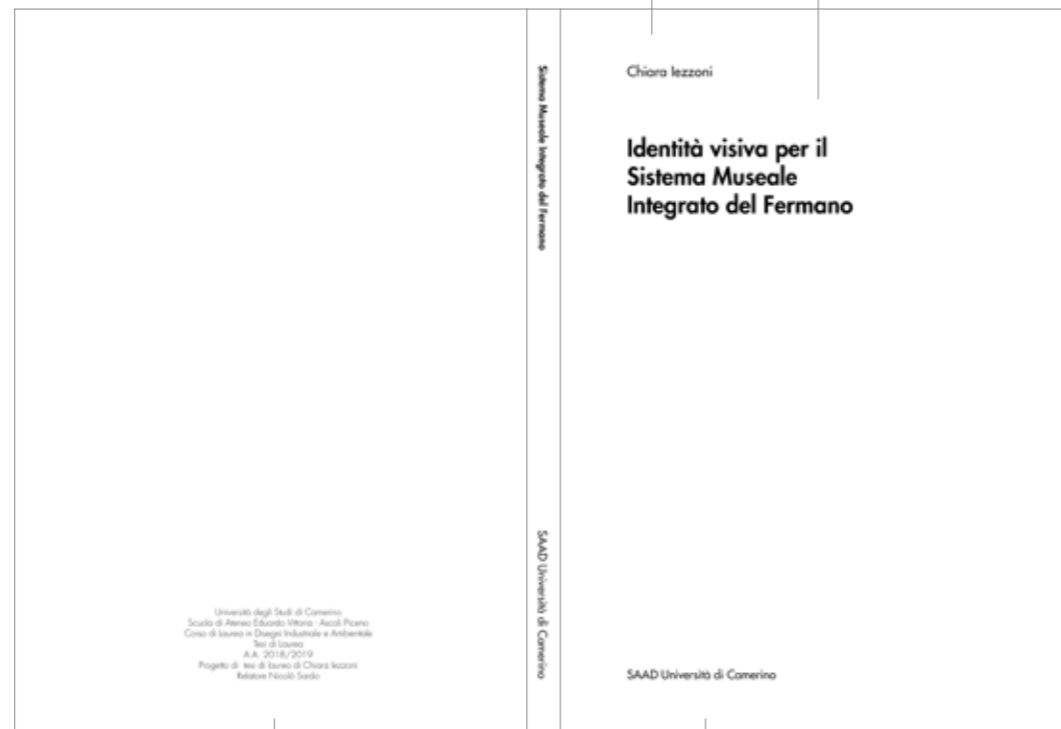 Chiara Iezzoni
Identità visiva per il
Sistema Museale
Integrato del Fermano
SAAD Università di Camerino
Sistema Museale Integrato del Fermano
SAAD Università di Camerino
Università degli Studi di Camerino
Scuola di Ateneo Eduardo Vittoria - Ascoli Piceno
Corso di Laurea in Disegno Industriale e Ambientale
Tesi di Laurea
A.A. 2018/2019
Progetto di tesi di laurea di Chiara Iezzoni
Relatore Nicolò Sardo